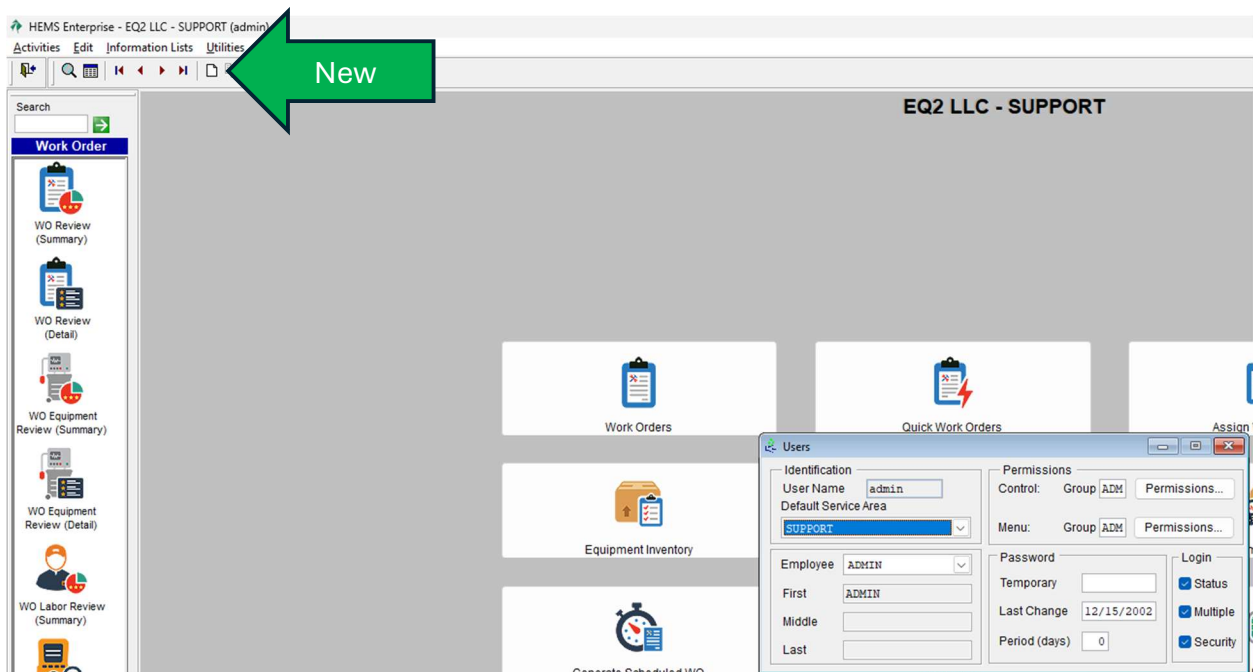 HEMS Enterprise - EQ2 LLC - SUPPORT (admin)
Activities Edit Information Lists Utilities
New
Search
Work Order
WO Review
(Summary)
WO Review
(Detail)
WO Equipment
Review (Summary)
WO Equipment
Review (Detail)
WO Labor Review
(Summary)
EQ2 LLC - SUPPORT
Work Orders
Quick Work Orders
Assign
Equipment Inventory
Generate Scheduled WO
Users
Identification
User Name admin
Default Service Area
SUPPORT
Employee ADMIN
First ADMIN
Middle
Last
Permissions
Control: Group ADM Permissions...
Menu: Group ADM Permissions...
Password
Temporary
Last Change 12/15/2002
Period (days) 0
Login
Status
Multiple
Security